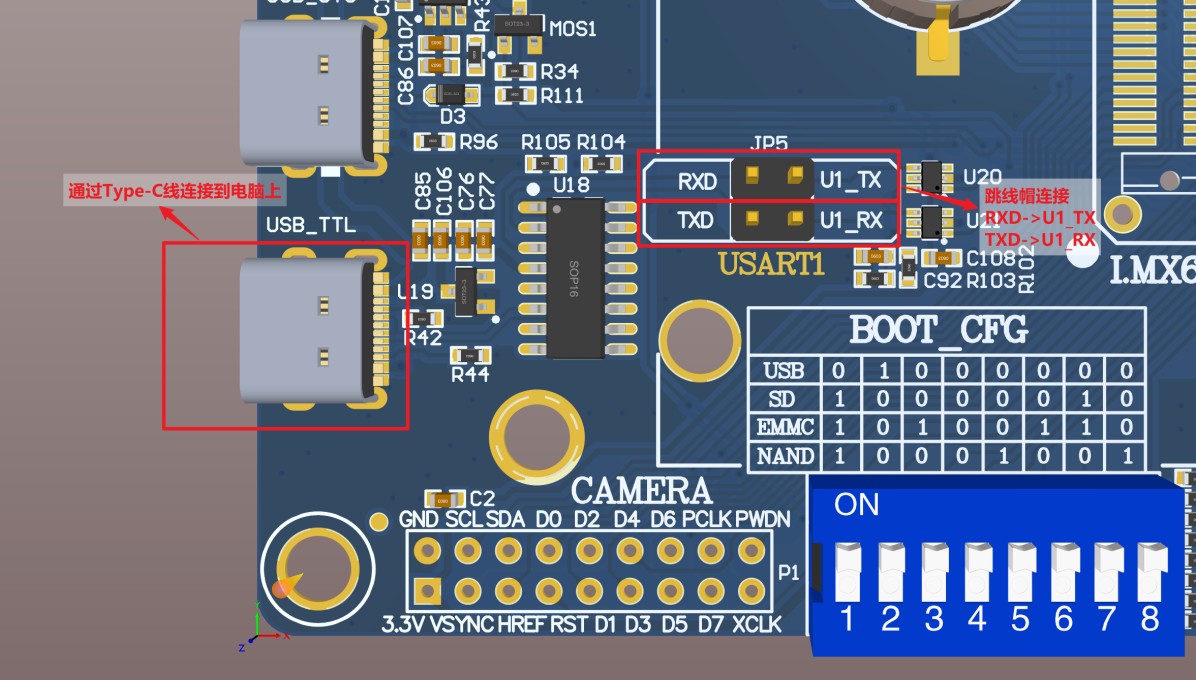 C107
R43
MOS1
SOT23-3
C86
R34
R111
D3
R96
R105 R104
JP5
U18
RXD
U1_TX
TXD
U1_RX
USART1
U20
跳线帽连接
RXD->U1_TX
TXD->U1_RX
通过Type-C线连接到电脑上
USB_TTL
C85
C106
C76
C77
SOP16
U19
SOT23-3
R42
R44
C108
C92 R103
R102
I.MX6
BOOT_CFG
USB 0 1 0 0 0 0 0 0
SD 1 0 0 0 0 0 1 0
EMMC 1 0 1 0 0 1 1 0
NAND 1 0 0 0 1 0 0 1
CAMERA
C2
GND SCL SDA D0 D2 D4 D6 PCLK PWDN
P1
3.3V VSYNC HREF RST D1 D3 D5 D7 XCLK
ON
1 2 3 4 5 6 7 8
Y
X
Z